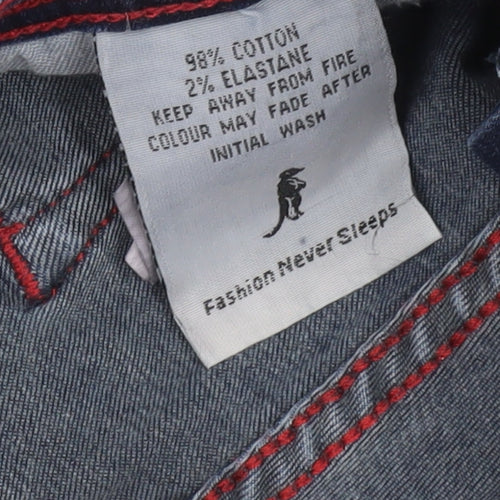 98% COTTON
2% ELASTANE
KEEP AWAY FROM FIRE
COLOUR MAY FADE AFTER
INITIAL WASH
Fashion Never Sleeps